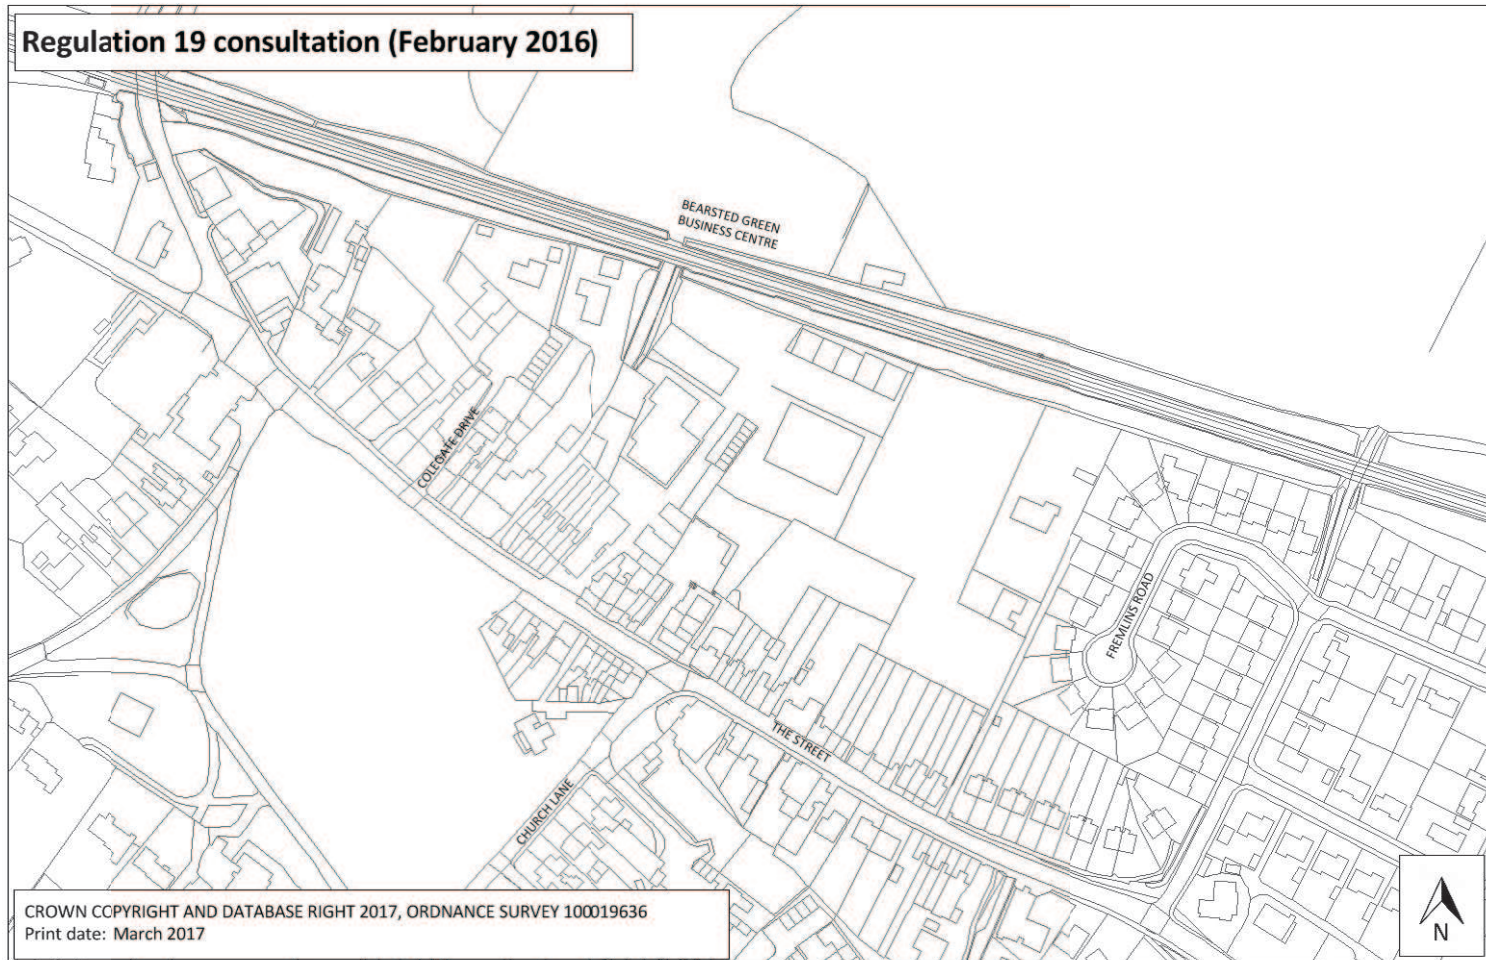 Regulation 19 consultation (February 2016)
BEARSTED GREEN
BUSINESS CENTRE
COLEGATE DRIVE
FREMLINS ROAD
THE STREET
CHURCH LANE
CROWN COPYRIGHT AND DATABASE RIGHT 2017, ORDNANCE SURVEY 100019636
Print date: March 2017
N